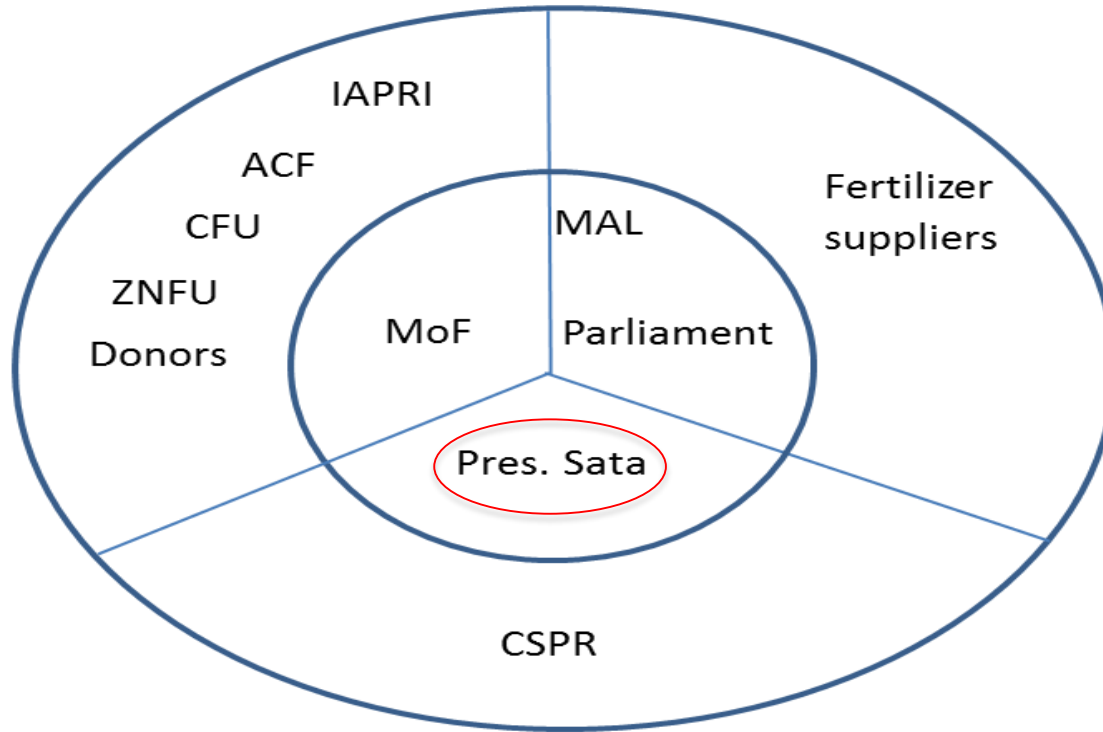 IAPRI
ACF
CFU
ZNFU
Donors
MoF
MAL
Parliament
Fertilizer
suppliers
Pres. Sata
CSPR